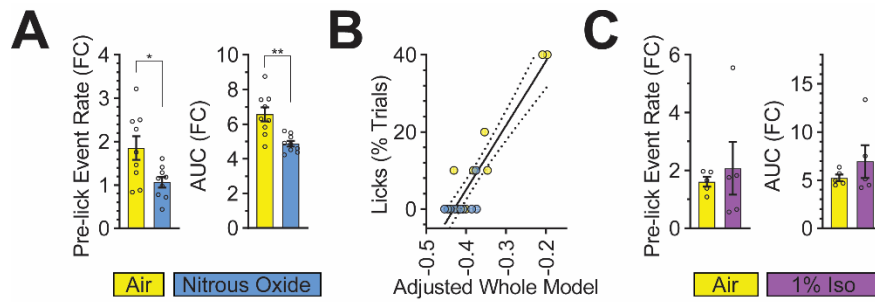 A
B
C
Pre-lick Event Rate (FC)
4
3
2
1
0
*
AUC (FC)
10
8
6
4
2
0
**
Air
Nitrous Oxide
Licks (% Trials)
40
20
0
-0.5
-0.4
-0.3
-0.2
Adjusted Whole Model
Pre-lick Event Rate (FC)
6
4
2
0
AUC (FC)
15
10
5
0
Air
1% Iso